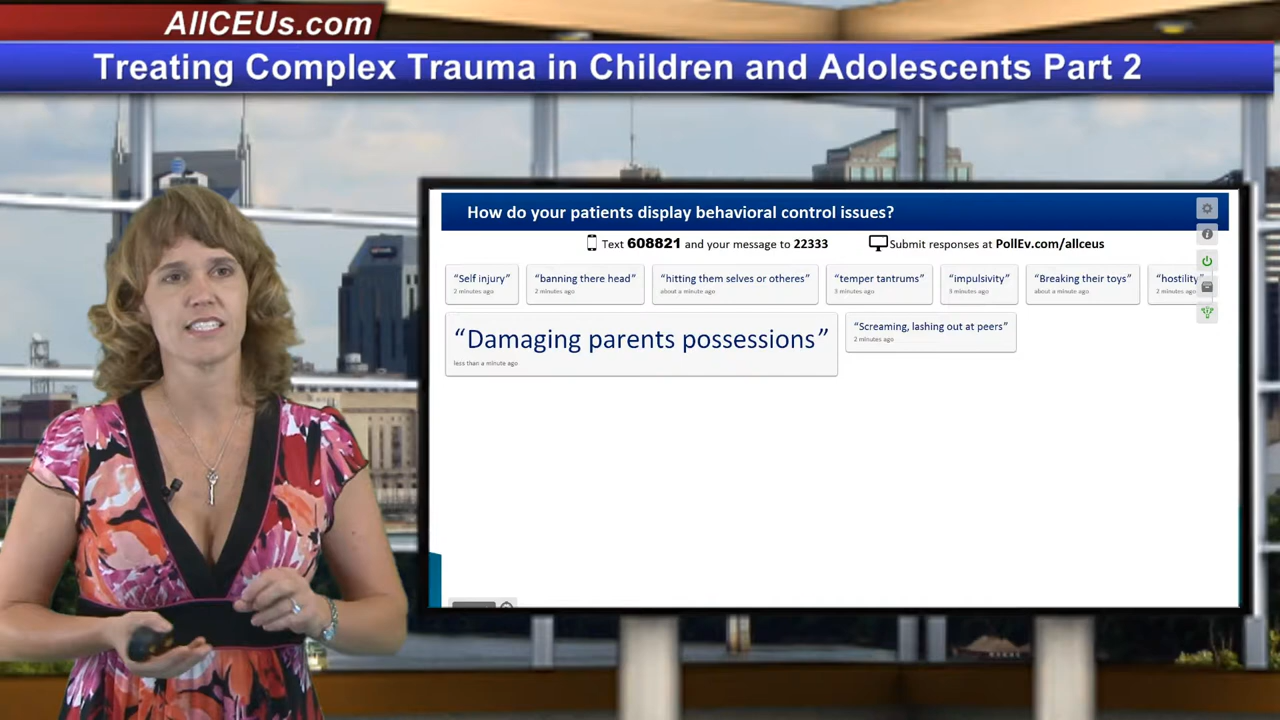 AllCEUs.com
Treating Complex Trauma in Children and Adolescents Part 2
How do your patients display behavioral control issues?
Text 608821 and your message to 22333
Submit responses at PollEv.com/allceus
“Self injury”
2 minutes ago
“banning there head”
2 minutes ago
“hitting them selves or otheres”
about a minute ago
“temper tantrums”
3 minutes ago
“impulsivity”
3 minutes ago
“Breaking their toys”
about a minute ago
“hostility”
2 minutes ago
“Damaging parents possessions”
less than a minute ago
“Screaming, lashing out at peers”
2 minutes ago